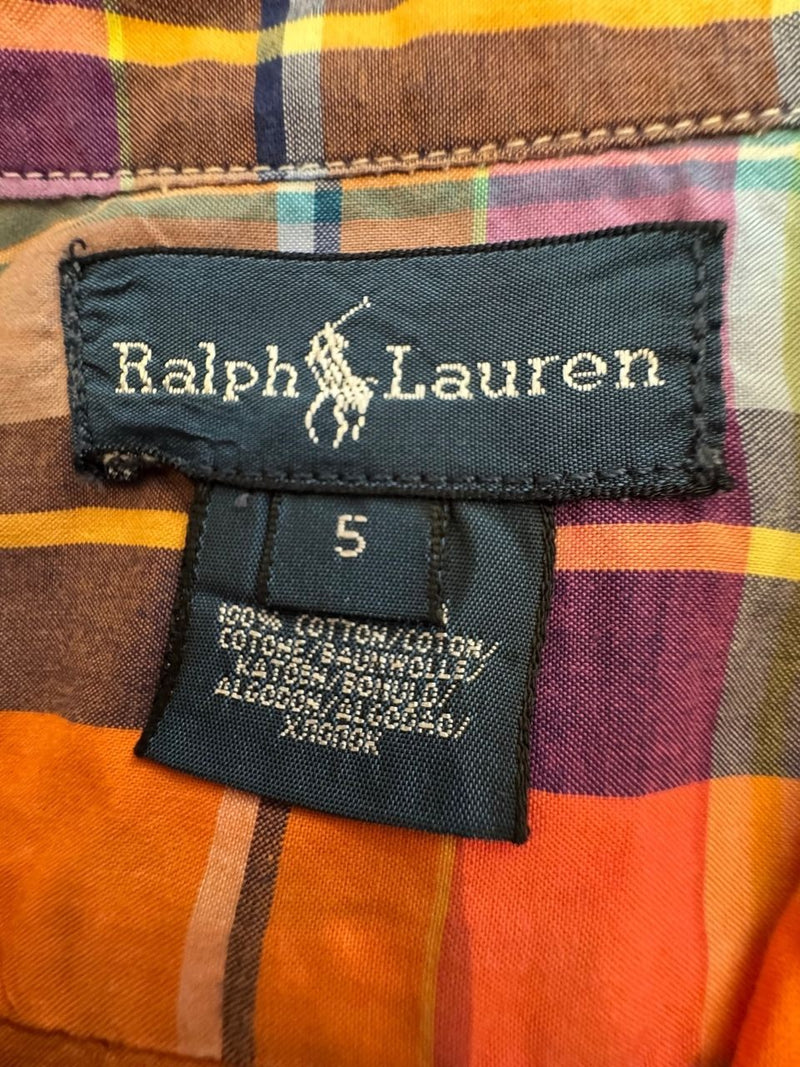 Ralph Lauren
5
100% COTTON/COTON/
COTONE/BAUMWOLLE/
KATOEN/BOMULD/
ALGODON/ALGODÃO/